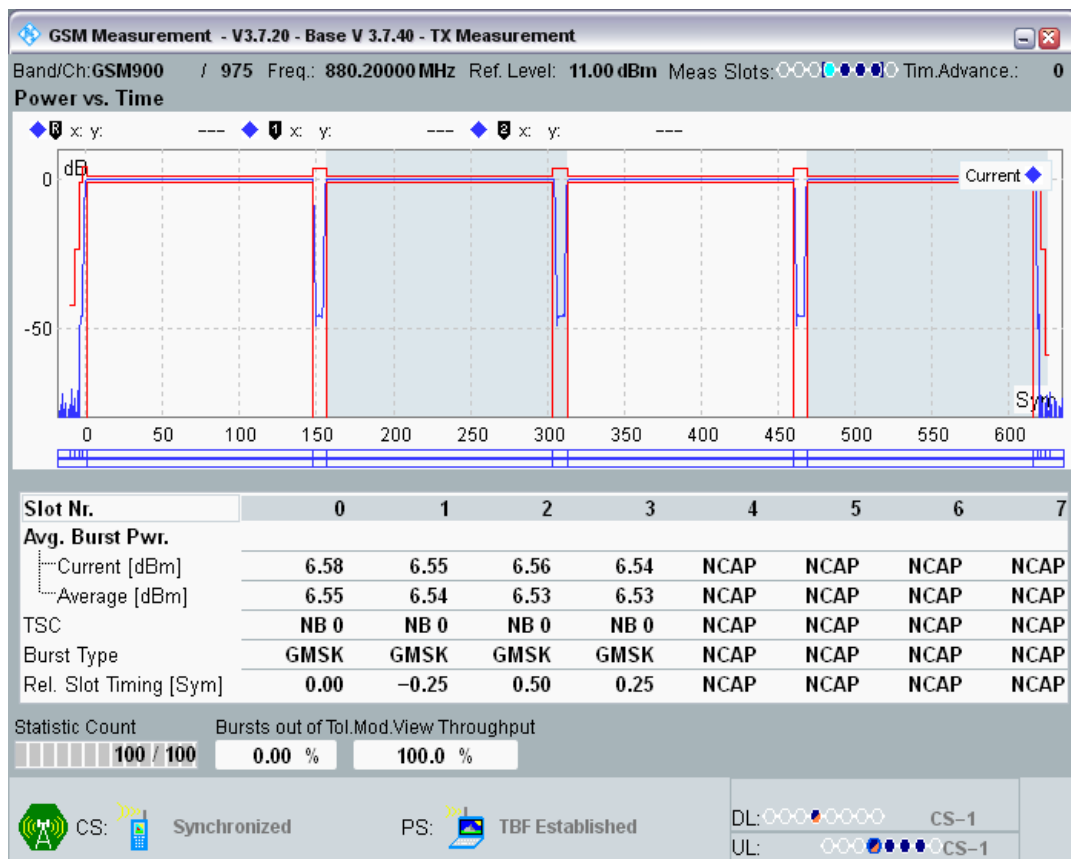 GSM Measurement - V3.7.20 - Base V 3.7.40 - TX Measurement
Band/Ch:GSM900 / 975 Freq.: 880.20000 MHz Ref. Level: 11.00 dBm Meas Slots: Tim.Advance.: 0
Power vs. Time
R x: y: --- 1 x: y: --- 2 x: y: ---
dB
Current
0
-50
Sym
0 50 100 150 200 250 300 350 400 450 500 550 600
Slot Nr. 0 1 2 3 4 5 6 7
Avg. Burst Pwr.
Current [dBm] 6.58 6.55 6.56 6.54 NCAP NCAP NCAP NCAP
Average [dBm] 6.55 6.54 6.53 6.53 NCAP NCAP NCAP NCAP
TSC NB 0 NB 0 NB 0 NB 0 NCAP NCAP NCAP NCAP
Burst Type GMSK GMSK GMSK GMSK NCAP NCAP NCAP NCAP
Rel. Slot Timing [Sym] 0.00 −0.25 0.50 0.25 NCAP NCAP NCAP NCAP
Statistic Count Bursts out of Tol.Mod.View Throughput
100 / 100 0.00 % 100.0 %
CS: Synchronized PS: TBF Established
DL: CS−1
UL: CS−1